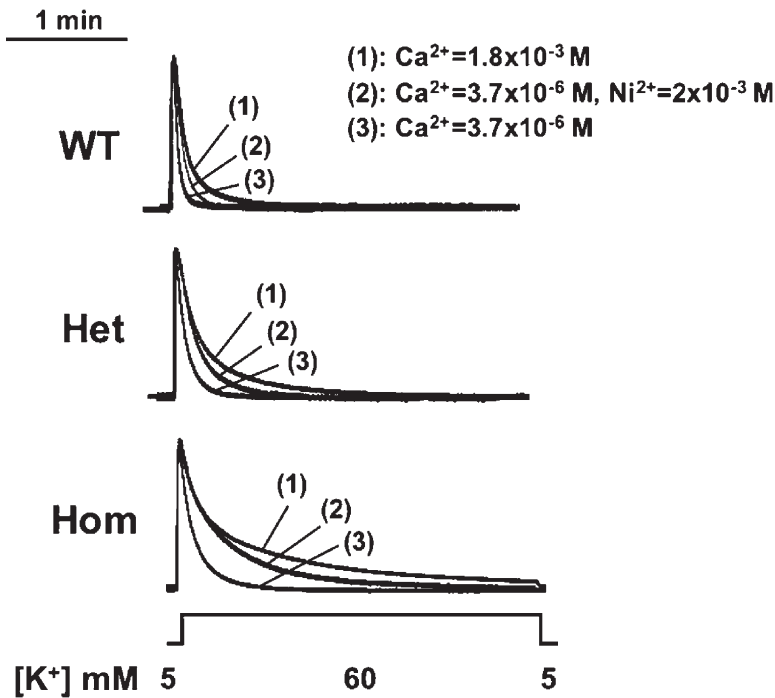 1 min
(1): Ca²⁺=1.8x10⁻³ M
(2): Ca²⁺=3.7x10⁻⁶ M, Ni²⁺=2x10⁻³ M
(3): Ca²⁺=3.7x10⁻⁶ M
WT
(1)
(2)
(3)
Het
(1)
(2)
(3)
Hom
(1)
(2)
(3)
[K⁺] mM 5 60 5